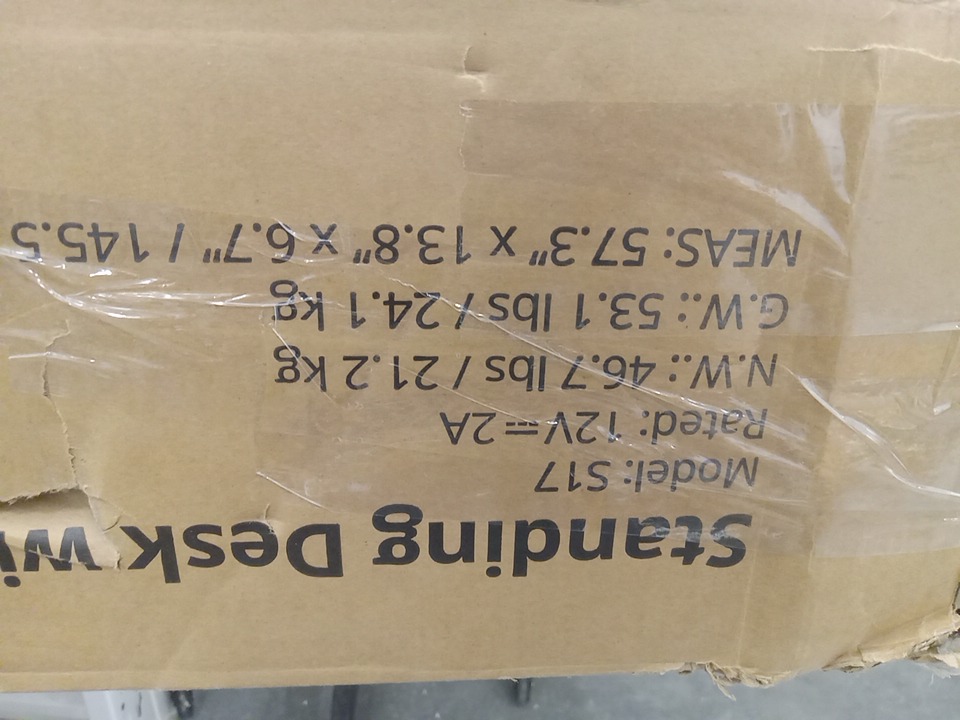 Standing Desk wi
Model: S17
Rated: 12V⎓2A
N.W.: 46.7 lbs / 21.2 kg
G.W.: 53.1 lbs / 24.1 kg
MEAS: 57.3" x 13.8" x 6.7" / 145.5